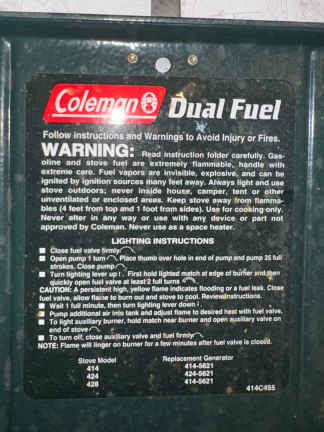 Coleman Dual Fuel
Follow instructions and Warnings to Avoid Injury or Fires.
WARNING: Read instruction folder carefully. Gas-
oline and stove fuel are extremely flammable, handle with
extreme care. Fuel vapors are invisible, explosive, and can be
ignited by ignition sources many feet away. Always light and use
stove outdoors; never inside house, camper, tent or other
unventilated or enclosed areas. Keep stove away from flamma-
bles (4 feet from top and 1 foot from sides). Use for cooking only.
Never alter in any way or use with any device or part not
approved by Coleman. Never use as a space heater.
LIGHTING INSTRUCTIONS
Close fuel valve firmly
Open pump 1 turn. Place thumb over hole in end of pump and pump 25 full
strokes. Close pump
Turn lighting lever up. First hold lighted match at edge of burner and then
quickly open fuel valve at least 2 full turns
CAUTION: A persistent high, yellow flame indicates flooding or a fuel leak. Close
fuel valve, allow flame to burn out and stove to cool. Review instructions.
Wait 1 full minute, then turn lighting lever down
Pump additional air into tank and adjust flame to desired heat with fuel valve.
To light auxiliary burner, hold match near burner and open auxiliary valve on
end of stove
To turn off, close auxiliary valve and fuel firmly
NOTE: Flame will linger on burner for a few minutes after fuel valve is closed.
Stove Model Replacement Generator
414 414-5621
424 424-5621
428 414-5621
414C455